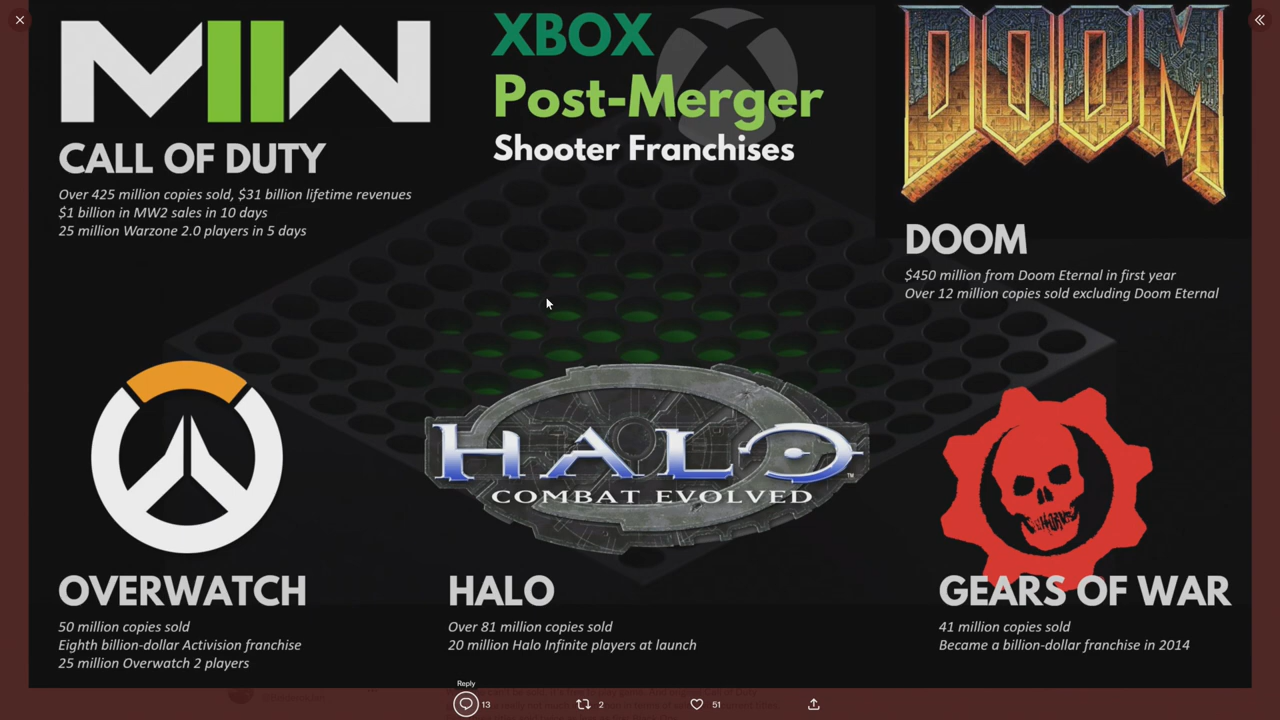 MW
CALL OF DUTY
Over 425 million copies sold, $31 billion lifetime revenues
$1 billion in MW2 sales in 10 days
25 million Warzone 2.0 players in 5 days
XBOX
Post-Merger
Shooter Franchises
DOOM
DOOM
$450 million from Doom Eternal in first year
Over 12 million copies sold excluding Doom Eternal
OVERWATCH
50 million copies sold
Eighth billion-dollar Activision franchise
25 million Overwatch 2 players
HALO
COMBAT EVOLVED
HALO
Over 81 million copies sold
20 million Halo Infinite players at launch
GEARS OF WAR
41 million copies sold
Became a billion-dollar franchise in 2014
Reply
13
2
51